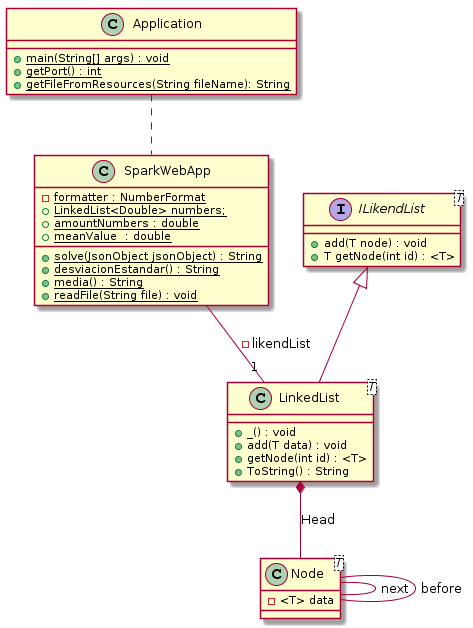 C Application
main(String[] args) : void
getPort() : int
getFileFromResources(String fileName): String
C SparkWebApp
formatter : NumberFormat
LinkedList<Double> numbers;
amountNumbers : double
meanValue : double
solve(JsonObject jsonObject) : String
desviacionEstandar() : String
media() : String
readFile(String file) : void
I ILikendList T
add(T node) : void
T getNode(int id) : <T>
likendList
1
C LinkedList T
_() : void
add(T data) : void
getNode(int id) : <T>
ToString() : String
Head
C Node T
<T> data
next
before